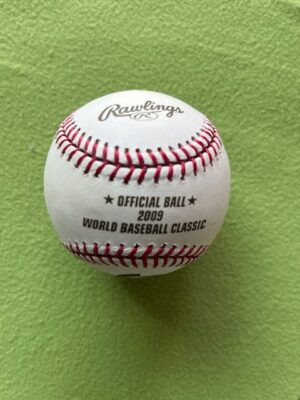 Rawlings
R
★ OFFICIAL BALL ★
2009
WORLD BASEBALL CLASSIC